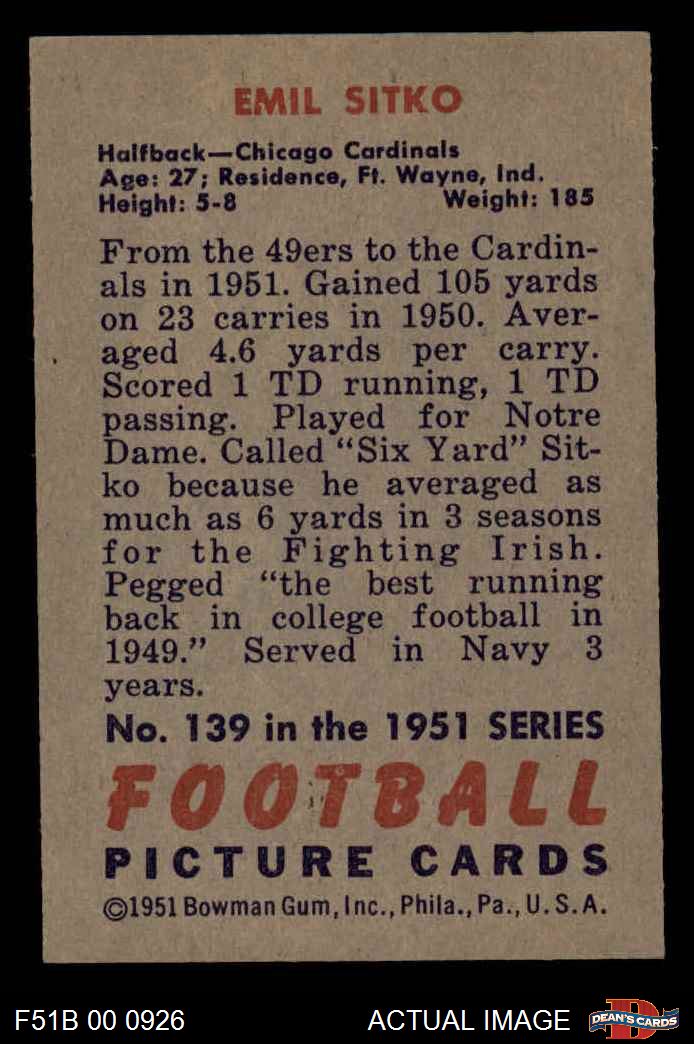 EMIL SITKO
Halfback—Chicago Cardinals
Age: 27; Residence, Ft. Wayne, Ind.
Height: 5-8 Weight: 185
From the 49ers to the Cardin-
als in 1951. Gained 105 yards
on 23 carries in 1950. Aver-
aged 4.6 yards per carry.
Scored 1 TD running, 1 TD
passing. Played for Notre
Dame. Called “Six Yard” Sit-
ko because he averaged as
much as 6 yards in 3 seasons
for the Fighting Irish.
Pegged “the best running
back in college football in
1949.” Served in Navy 3
years.
No. 139 in the 1951 SERIES
FOOTBALL
PICTURE CARDS
©1951 Bowman Gum, Inc., Phila., Pa., U.S.A.
F51B 00 0926 ACTUAL IMAGE D DEAN'S CARDS